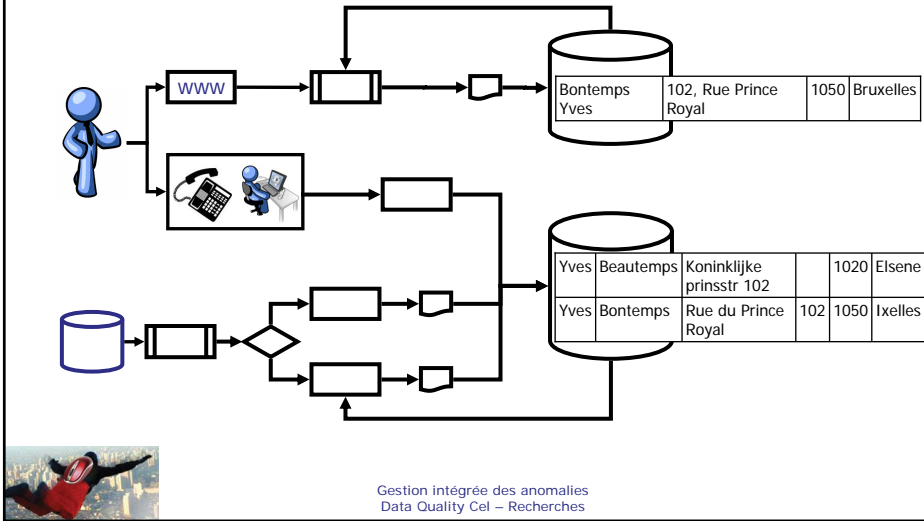 www
Bontemps Yves 102, Rue Prince Royal 1050 Bruxelles
Yves Beautemps Koninklijke prinsstr 102 1020 Elsene
Yves Bontemps Rue du Prince Royal 102 1050 Ixelles
Gestion intégrée des anomalies
Data Quality Cel – Recherches